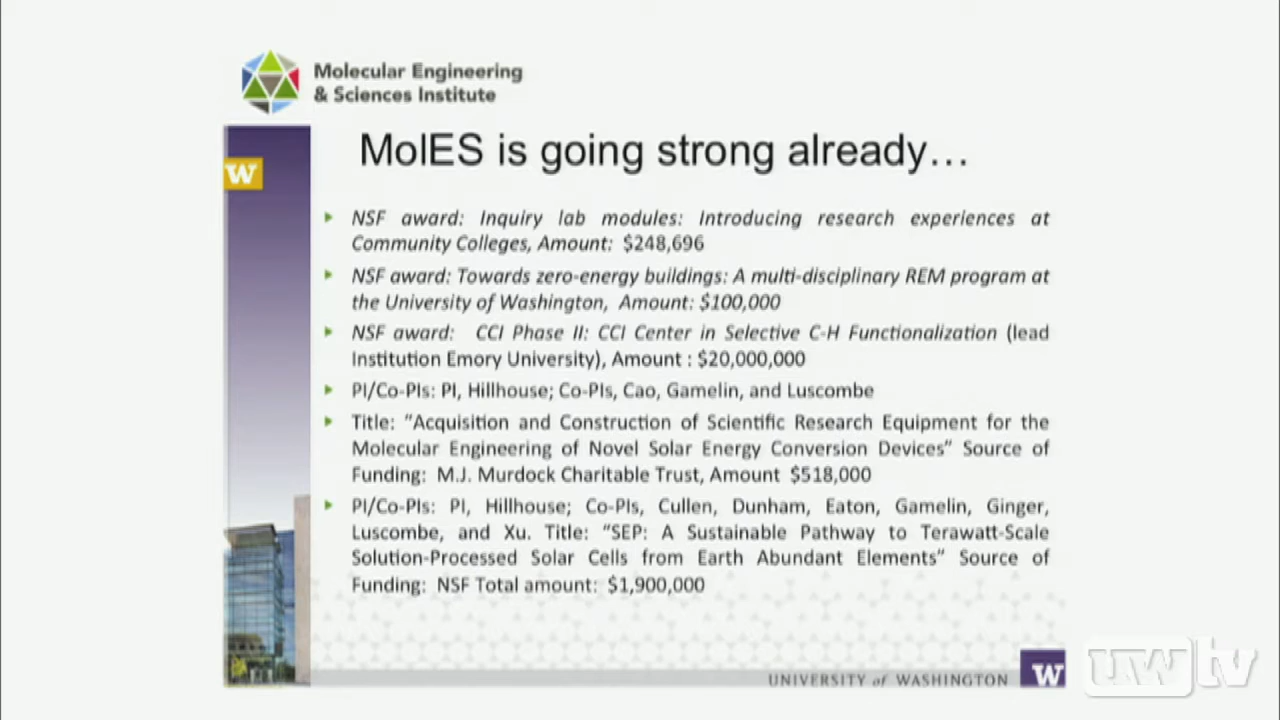 Molecular Engineering
& Sciences Institute
MolES is going strong already...
W
NSF award: Inquiry lab modules: Introducing research experiences at
Community Colleges, Amount: $248,696
NSF award: Towards zero-energy buildings: A multi-disciplinary REM program at
the University of Washington, Amount: $100,000
NSF award: CCI Phase II: CCI Center in Selective C-H Functionalization (lead
Institution Emory University), Amount : $20,000,000
PI/Co-PIs: PI, Hillhouse; Co-PIs, Cao, Gamelin, and Luscombe
Title: "Acquisition and Construction of Scientific Research Equipment for the
Molecular Engineering of Novel Solar Energy Conversion Devices" Source of
Funding: M.J. Murdock Charitable Trust, Amount $518,000
PI/Co-PIs: PI, Hillhouse; Co-PIs, Cullen, Dunham, Eaton, Gamelin, Ginger,
Luscombe, and Xu. Title: "SEP: A Sustainable Pathway to Terawatt-Scale
Solution-Processed Solar Cells from Earth Abundant Elements" Source of
Funding: NSF Total amount: $1,900,000
UNIVERSITY of WASHINGTON W
uwtv